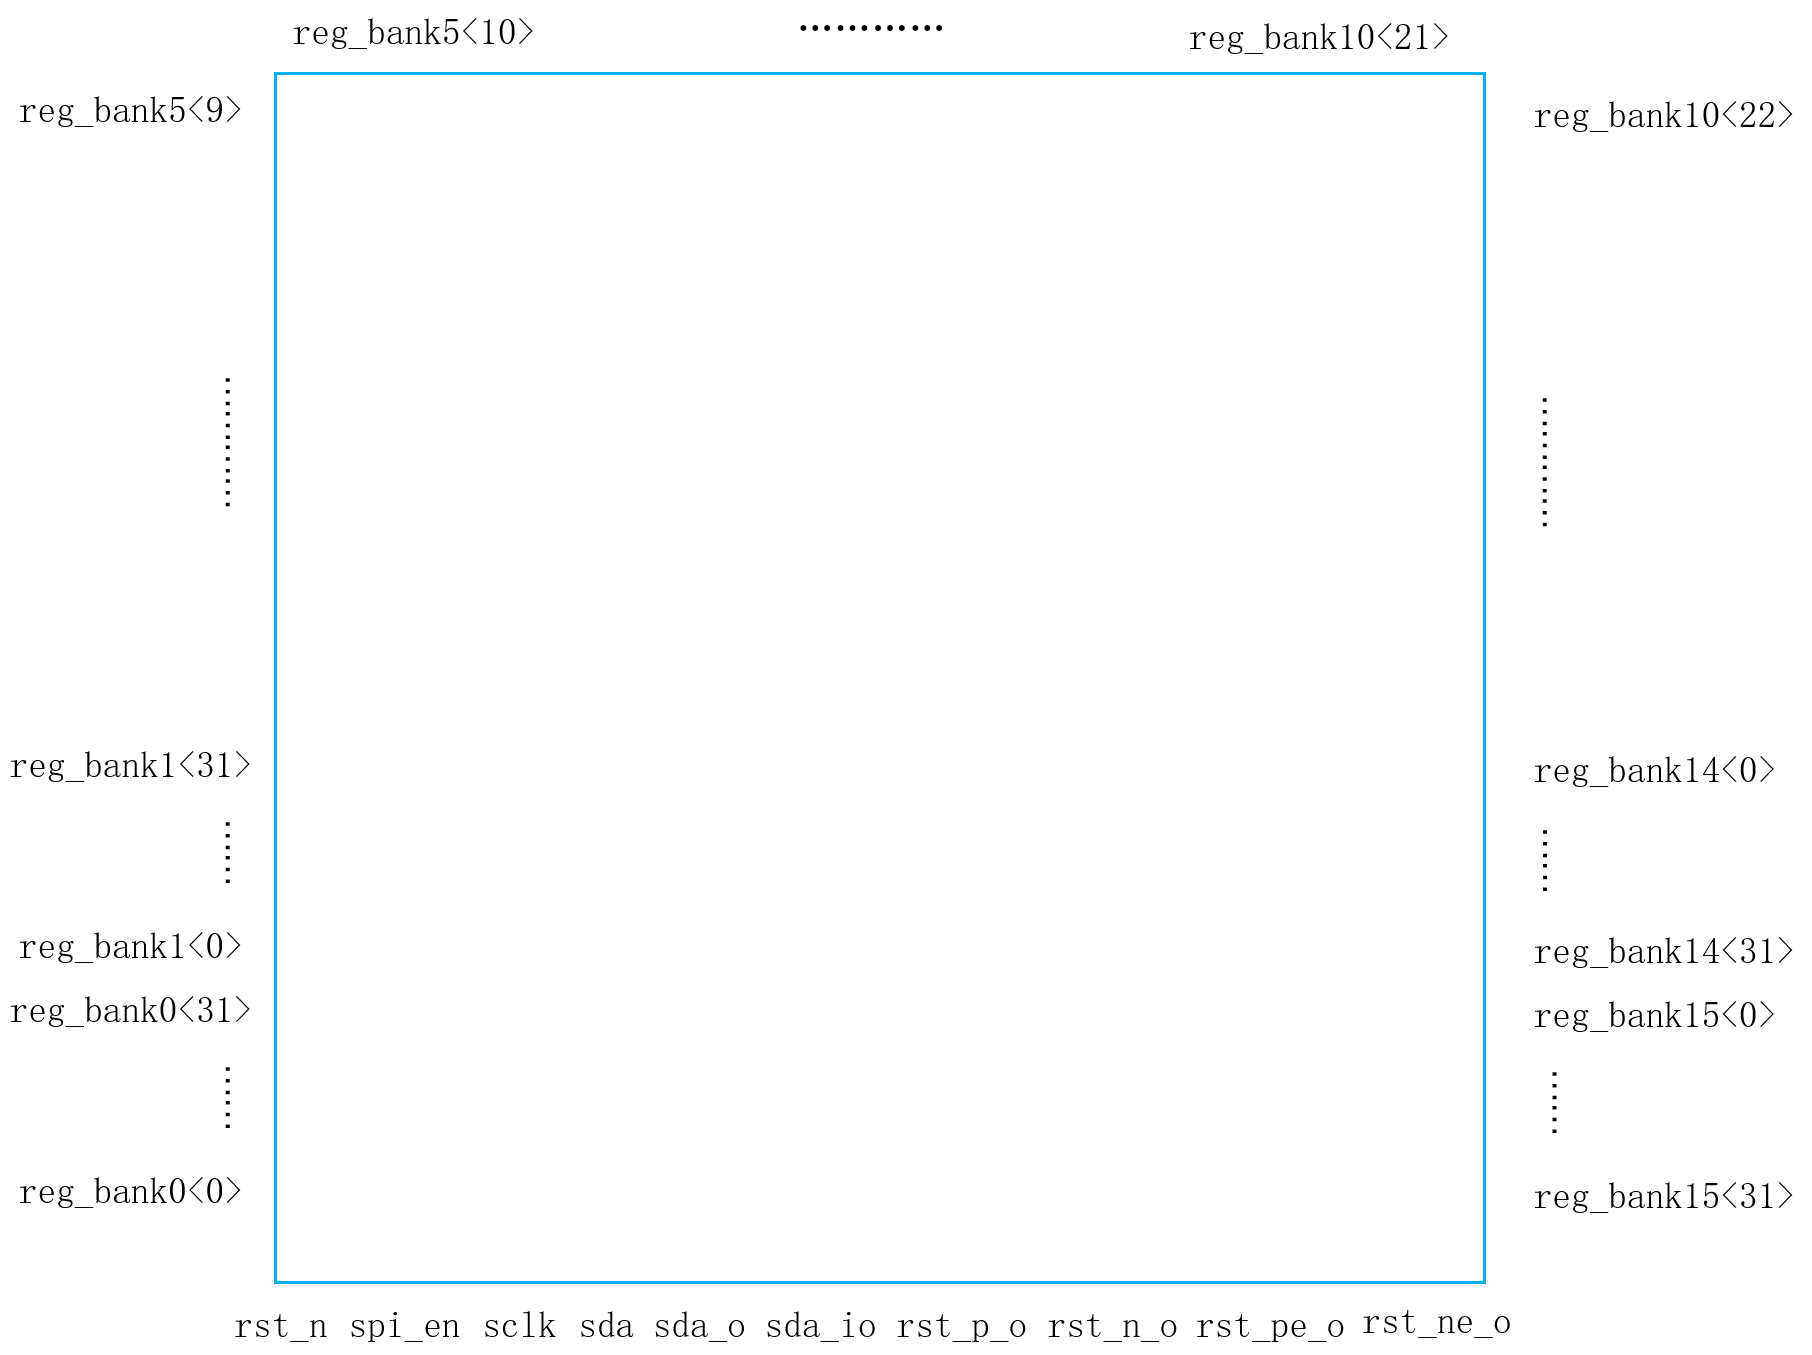 reg_bank5<10> ………… reg_bank10<21>
reg_bank5<9>
reg_bank10<22>
…………
…………
reg_bank1<31>
reg_bank14<0>
……
……
reg_bank1<0>
reg_bank14<31>
reg_bank0<31>
reg_bank15<0>
……
……
reg_bank0<0>
reg_bank15<31>
rst_n spi_en sclk sda sda_o sda_io rst_p_o rst_n_o rst_pe_o rst_ne_o